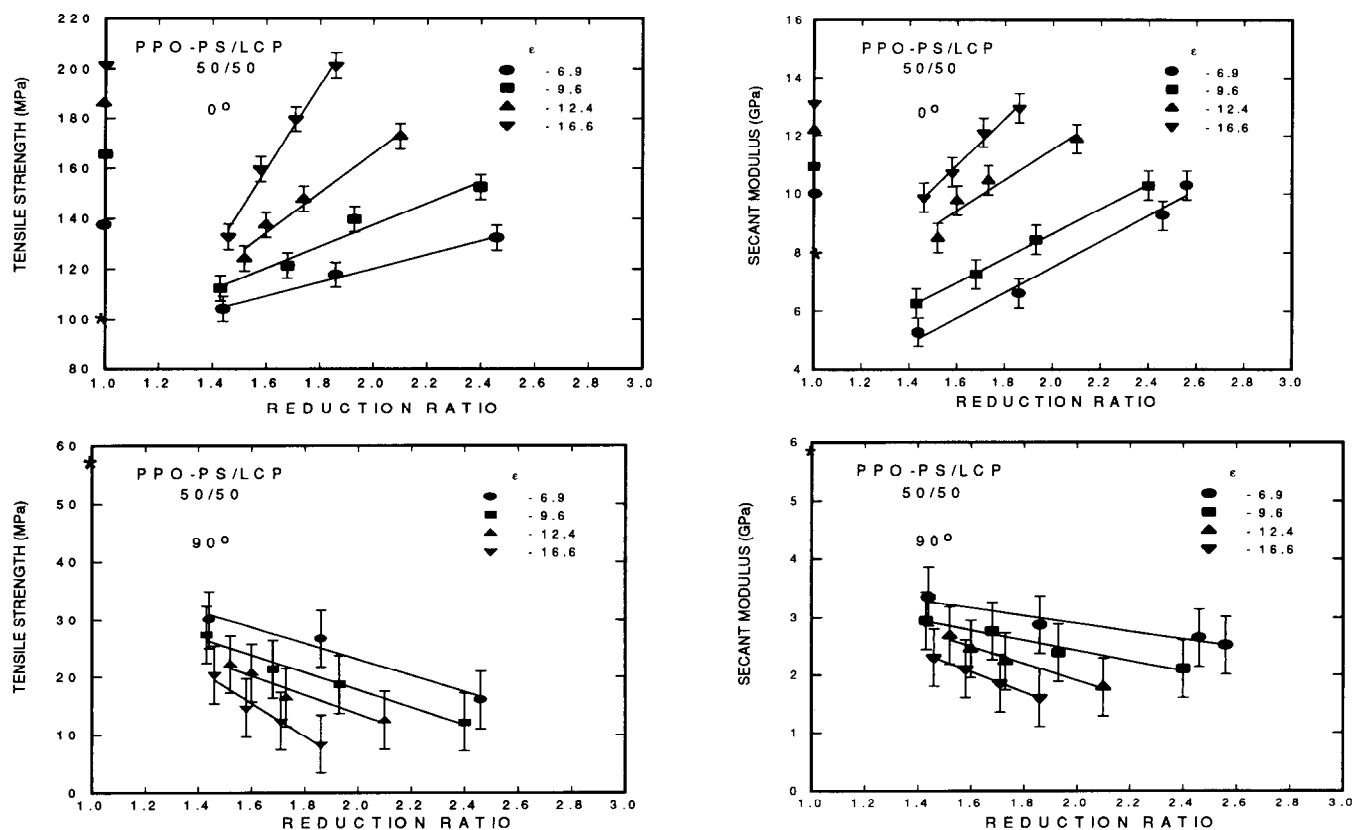 TENSILE STRENGTH (MPa)
220
200
180
160
140
120
100
80
PPO-PS/LCP
50/50
0°
ε
- 6.9
- 9.6
- 12.4
- 16.6
1.0 1.2 1.4 1.6 1.8 2.0 2.2 2.4 2.6 2.8 3.0
REDUCTION RATIO
SECANT MODULUS (GPa)
16
14
12
10
8
6
4
PPO-PS/LCP
50/50
0°
ε
- 6.9
- 9.6
- 12.4
- 16.6
1.0 1.2 1.4 1.6 1.8 2.0 2.2 2.4 2.6 2.8 3.0
REDUCTION RATIO
TENSILE STRENGTH (MPa)
60
50
40
30
20
10
0
PPO-PS/LCP
50/50
90°
ε
- 6.9
- 9.6
- 12.4
- 16.6
1.0 1.2 1.4 1.6 1.8 2.0 2.2 2.4 2.6 2.8 3.0
REDUCTION RATIO
SECANT MODULUS (GPa)
6
5
4
3
2
1
0
PPO-PS/LCP
50/50
90°
ε
- 6.9
- 9.6
- 12.4
- 16.6
1.0 1.2 1.4 1.6 1.8 2.0 2.2 2.4 2.6 2.8 3.0
REDUCTION RATIO